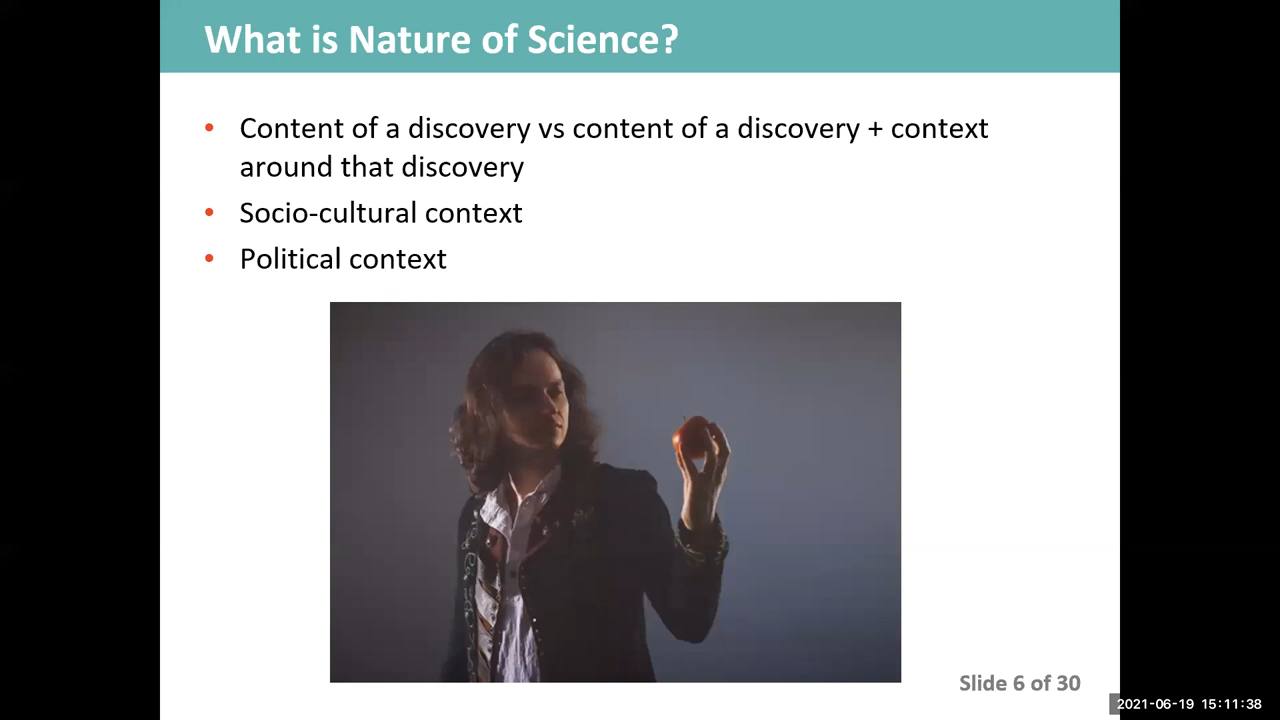 What is Nature of Science?
• Content of a discovery vs content of a discovery + context
around that discovery
• Socio-cultural context
• Political context
Slide 6 of 30
2021-06-19 15:11:38